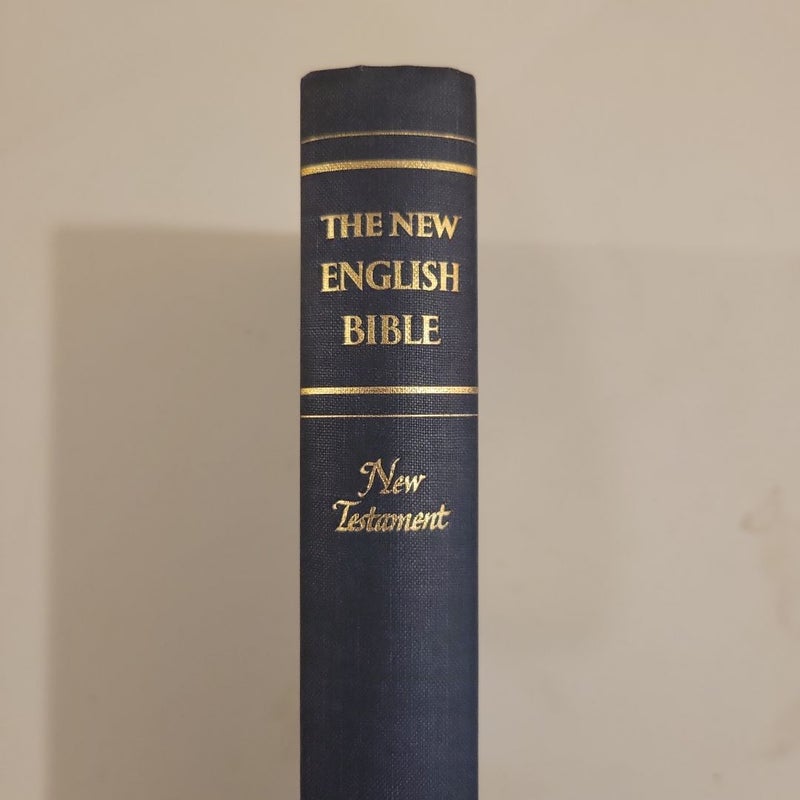 THE NEW
ENGLISH
BIBLE
New
Testament